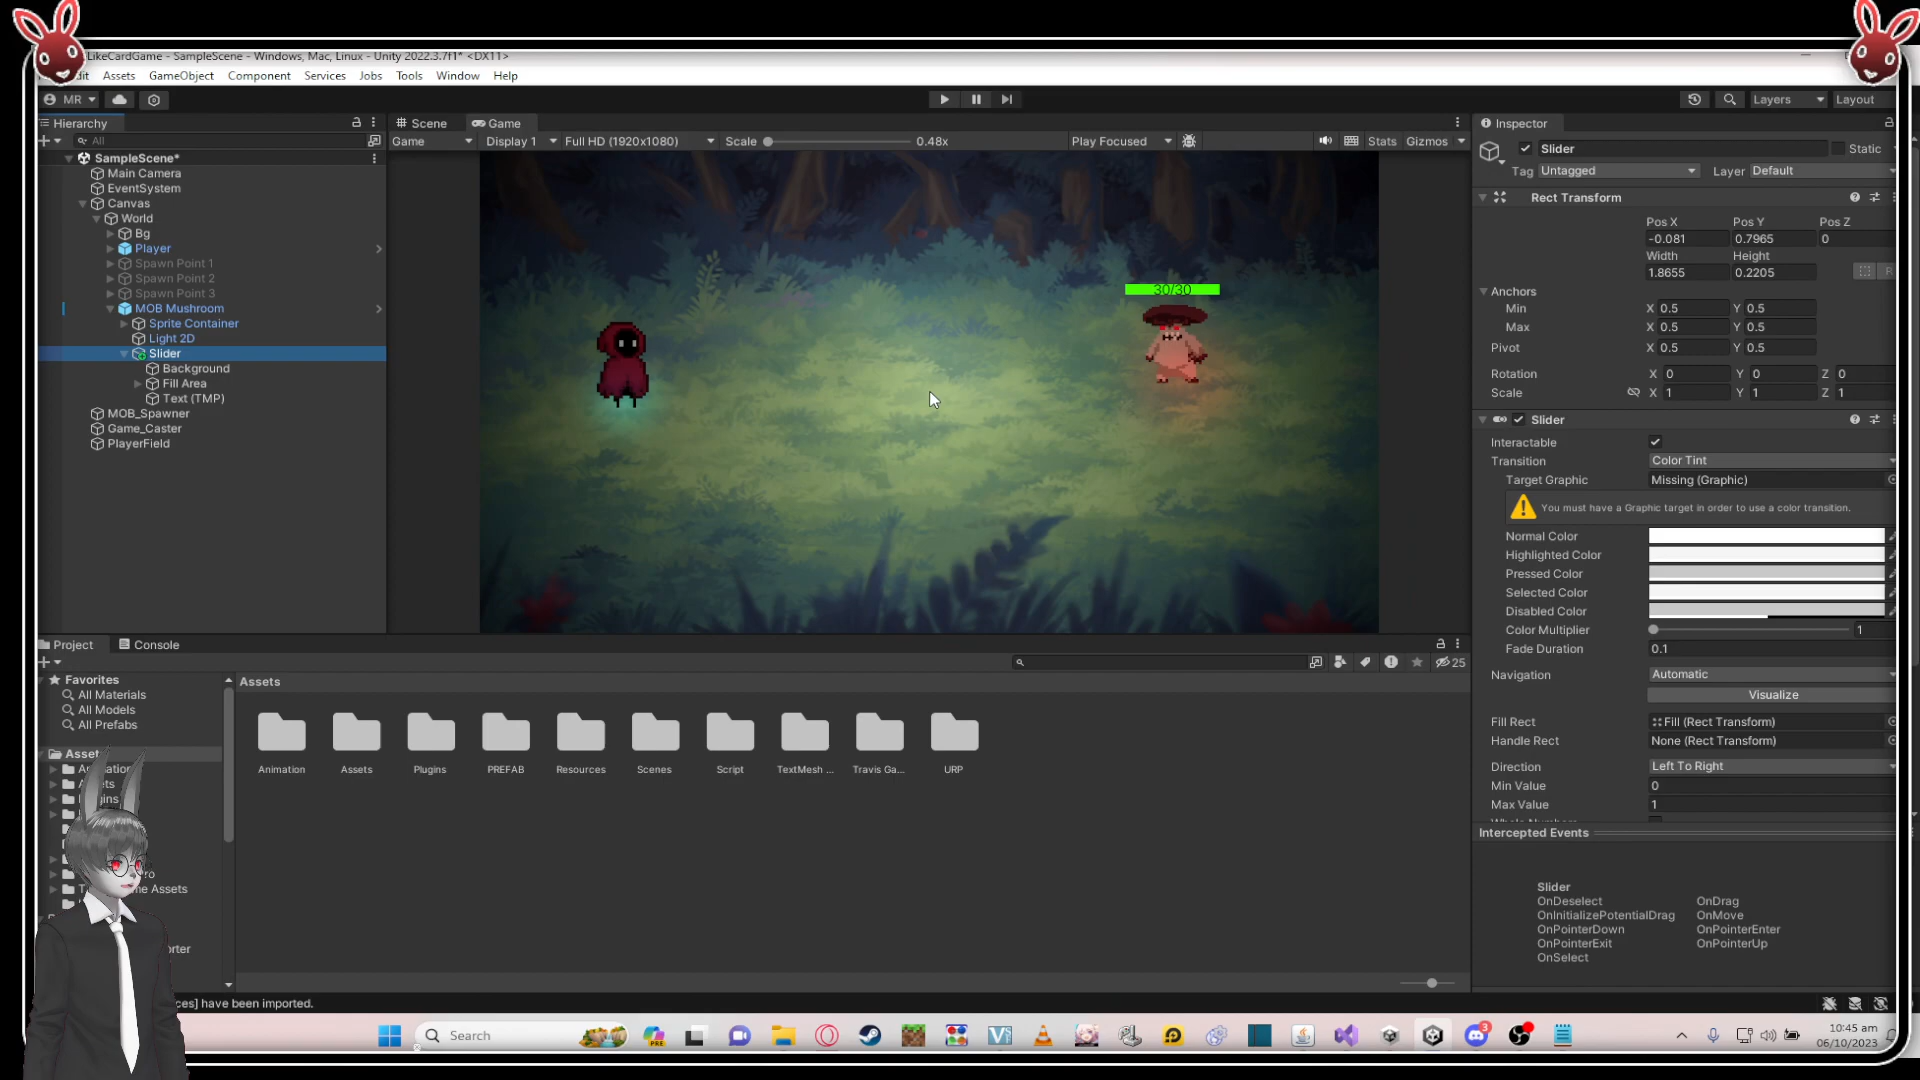 LikeCardGame - SampleScene - Windows, Mac, Linux - Unity 2022.3.7f1* <DX11>
Assets GameObject Component Services Jobs Tools Window Help
MR Layers Layout
Hierarchy
All
SampleScene*
Main Camera
EventSystem
Canvas
World
Bg
Player
Spawn Point 1
Spawn Point 2
Spawn Point 3
MOB Mushroom
Sprite Container
Light 2D
Slider
Background
Fill Area
Text (TMP)
MOB_Spawner
Game_Caster
PlayerField
Scene Game
Game Display 1 Full HD (1920x1080) Scale 0.48x Play Focused Stats Gizmos
30/30
Inspector
Slider Static
Tag Untagged Layer Default
Rect Transform
Pos X Pos Y Pos Z
-0.081 0.7965 0
Width Height
1.8655 0.2205
R
Anchors
Min X 0.5 Y 0.5
Max X 0.5 Y 0.5
Pivot X 0.5 Y 0.5
Rotation X 0 Y 0 Z 0
Scale X 1 Y 1 Z 1
Slider
Interactable
Transition Color Tint
Target Graphic Missing (Graphic)
You must have a Graphic target in order to use a color transition.
Normal Color
Highlighted Color
Pressed Color
Selected Color
Disabled Color
Color Multiplier 1
Fade Duration 0.1
Navigation Automatic
Visualize
Fill Rect Fill (Rect Transform)
Handle Rect None (Rect Transform)
Direction Left To Right
Min Value 0
Max Value 1
Intercepted Events
Slider
OnDeselect OnDrag
OnInitializePotentialDrag OnMove
OnPointerDown OnPointerEnter
OnPointerExit OnPointerUp
OnSelect
Project Console
25
Favorites
All Materials
All Models
All Prefabs
Assets
Animation Assets Plugins PREFAB Resources Scenes Script TextMesh ... Travis Ga... URP
ces] have been imported.
Search
PRE
3
10:45 am
06/10/2023